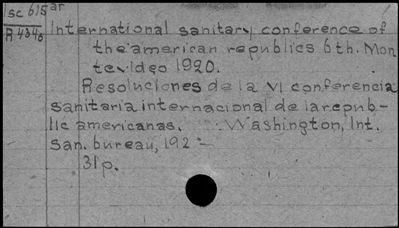 sc 615ar
R.4340
International sanitary conference of
the american republics 6th. Mon
tevideo 1920.
Resoluciones de la VI conferencia
sanitaria internacional de la repub-
lic americanas. Washington, Int.
san. bureau, 192 -
31p.